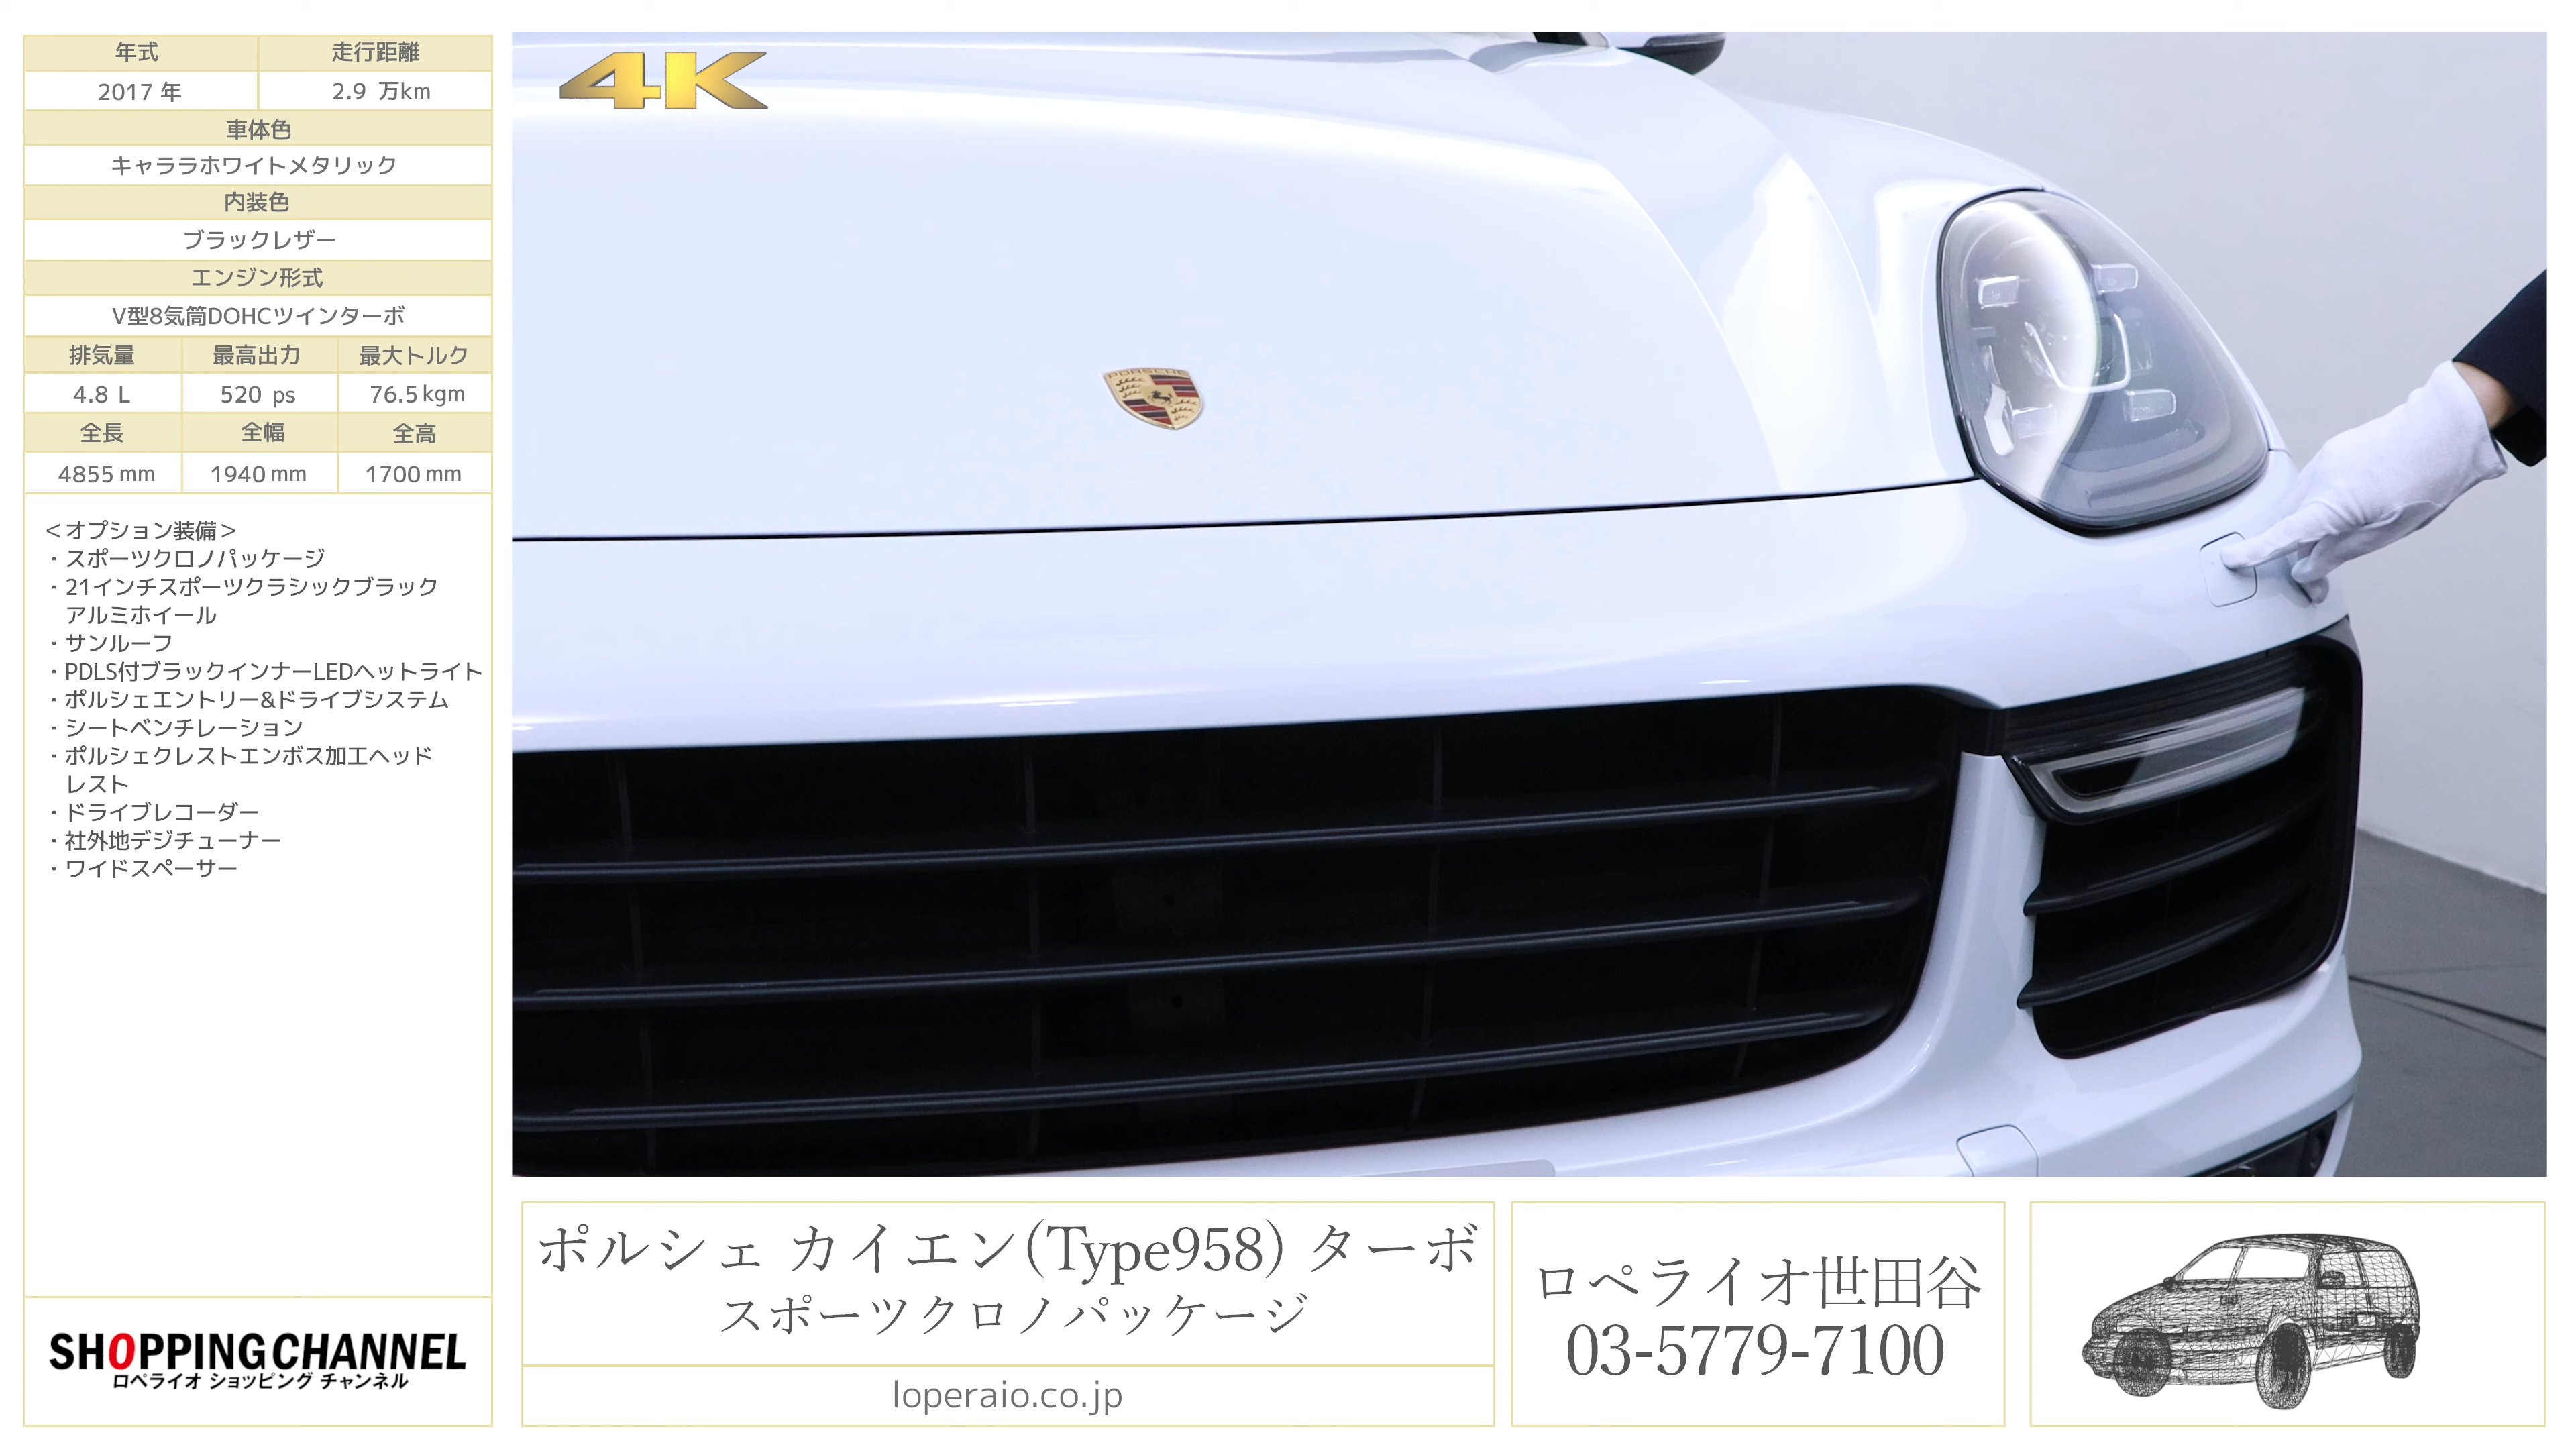 年式 走行距離
2017 年 2.9 万km
車体色
キャララホワイトメタリック
内装色
ブラックレザー
エンジン形式
V型8気筒DOHCツインターボ
排気量 最高出力 最大トルク
4.8 L 520 ps 76.5 kgm
全長 全幅 全高
4855 mm 1940 mm 1700 mm
＜オプション装備＞
・スポーツクロノパッケージ
・21インチスポーツクラシックブラック
アルミホイール
・サンルーフ
・PDLS付ブラックインナーLEDヘットライト
・ポルシェエントリー&ドライブシステム
・シートベンチレーション
・ポルシェクレストエンボス加工ヘッド
レスト
・ドライブレコーダー
・社外地デジチューナー
・ワイドスペーサー
SHOPPING CHANNEL
ロペライオ ショッピング チャンネル
4K
PORSCHE
ポルシェ カイエン(Type958) ターボ
スポーツクロノパッケージ
loperaio.co.jp
ロペライオ世田谷
03-5779-7100